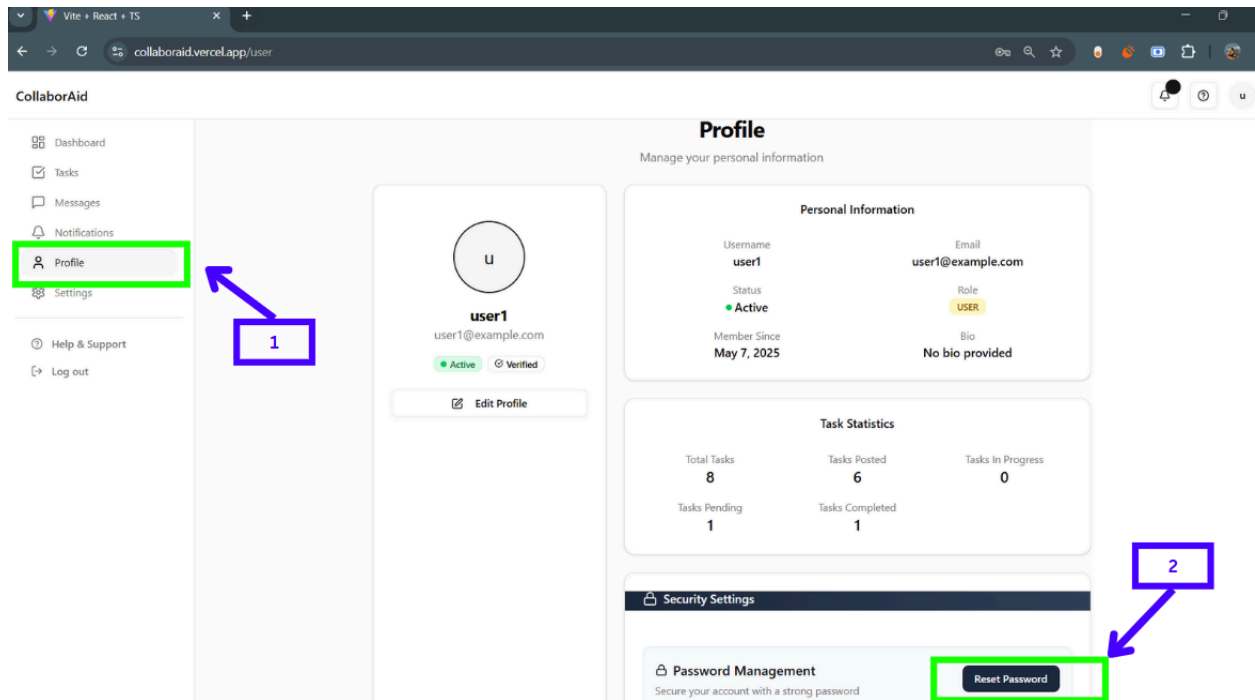 Vite + React + TS
collaboraid.vercel.app/user
CollaborAid
u
Dashboard
Tasks
Messages
Notifications
Profile
Settings
Help & Support
Log out
1
Profile
Manage your personal information
u
user1
user1@example.com
Active Verified
Edit Profile
Personal Information
Username Email
user1 user1@example.com
Status Role
Active USER
Member Since Bio
May 7, 2025 No bio provided
Task Statistics
Total Tasks Tasks Posted Tasks In Progress
8 6 0
Tasks Pending Tasks Completed
1 1
2
Security Settings
Password Management
Secure your account with a strong password
Reset Password